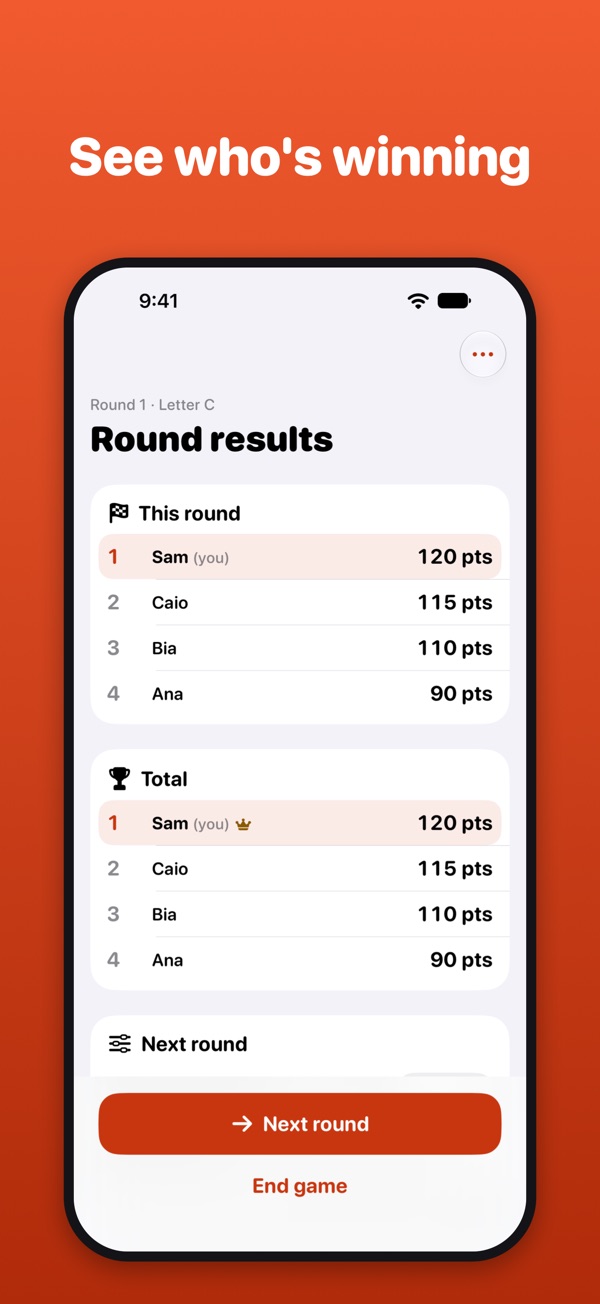 See who's winning
9:41
Round 1 · Letter C
Round results
This round
1 Sam (you) 120 pts
2 Caio 115 pts
3 Bia 110 pts
4 Ana 90 pts
Total
1 Sam (you) 120 pts
2 Caio 115 pts
3 Bia 110 pts
4 Ana 90 pts
Next round
Next round
End game